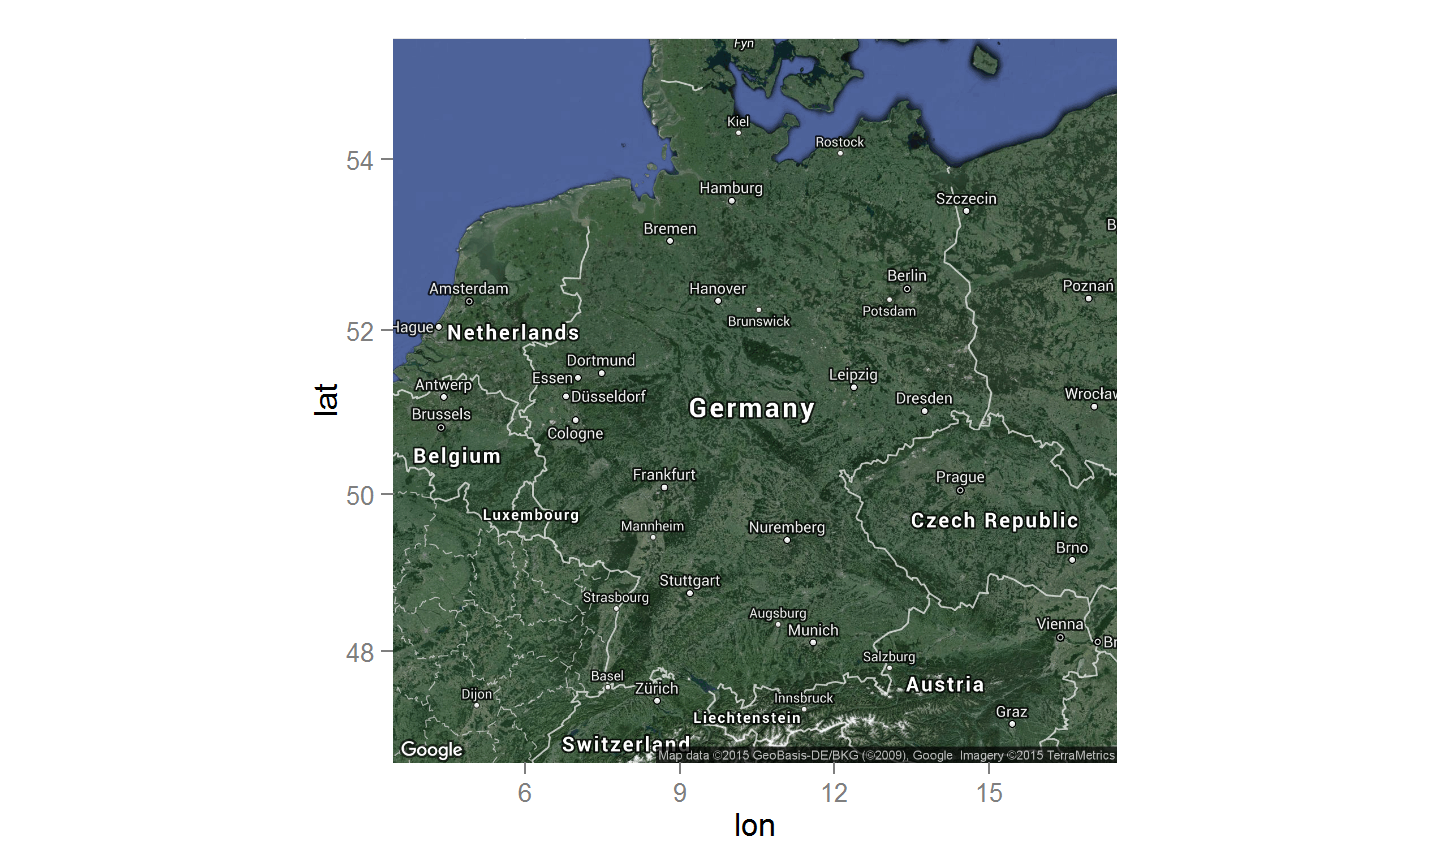 Fyn
Kiel
Rostock
54
Hamburg
Szczecin
Bremen
B
Berlin
Amsterdam
Hanover
Poznań
Potsdam
Brunswick
Hague
52
Netherlands
Dortmund
Essen
Leipzig
Antwerp
Düsseldorf
Dresden
Wrocław
lat
Brussels
Germany
Cologne
Belgium
Frankfurt
Prague
50
Luxembourg
Czech Republic
Mannheim
Nuremberg
Brno
Stuttgart
Strasbourg
Augsburg
Vienna
Munich
Br
48
Salzburg
Basel
Zürich
Austria
Dijon
Innsbruck
Graz
Liechtenstein
Switzerland
Google
Map data ©2015 GeoBasis-DE/BKG (©2009), Google Imagery ©2015 TerraMetrics
6 9 12 15
lon